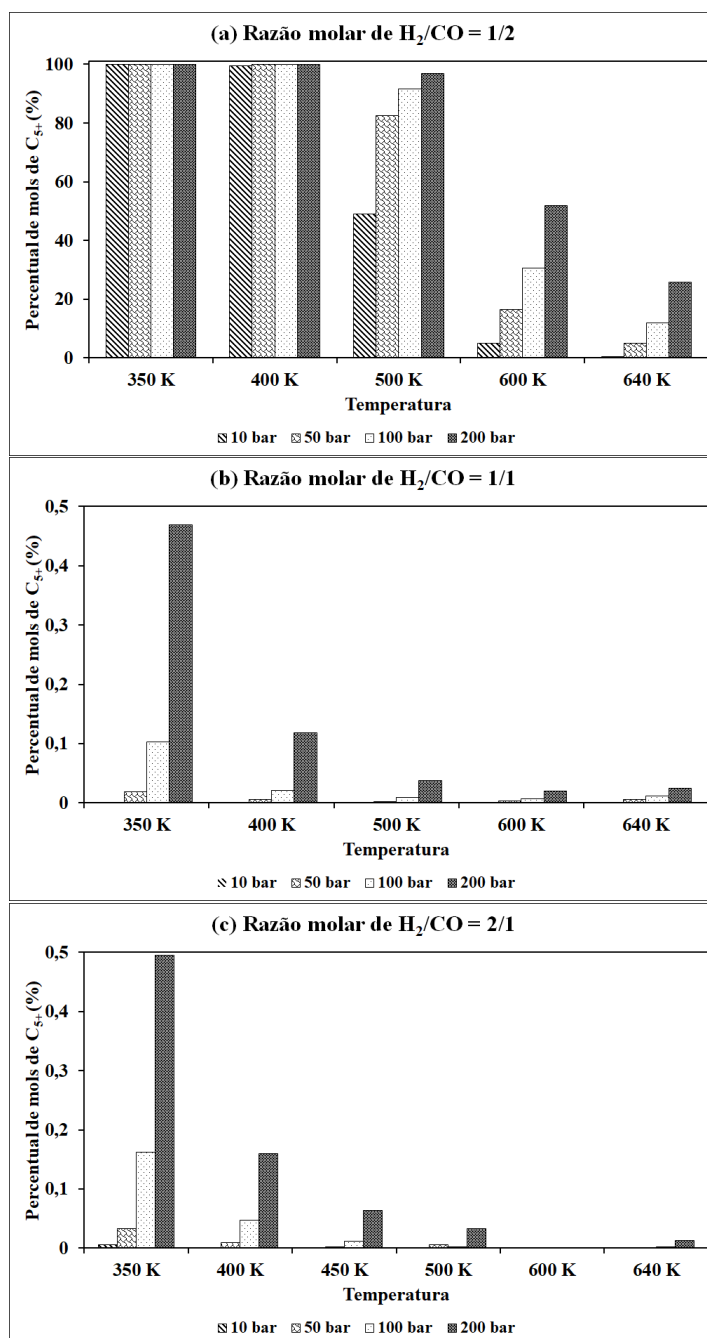 (a) Razão molar de H₂/CO = 1/2
Percentual de mols de C₅₊ (%)
100
80
60
40
20
0
350 K 400 K 500 K 600 K 640 K
Temperatura
10 bar 50 bar 100 bar 200 bar
(b) Razão molar de H₂/CO = 1/1
Percentual de mols de C₅₊ (%)
0,5
0,4
0,3
0,2
0,1
0
350 K 400 K 500 K 600 K 640 K
Temperatura
10 bar 50 bar 100 bar 200 bar
(c) Razão molar de H₂/CO = 2/1
Percentual de mols de C₅₊ (%)
0,5
0,4
0,3
0,2
0,1
0
350 K 400 K 450 K 500 K 600 K 640 K
Temperatura
10 bar 50 bar 100 bar 200 bar